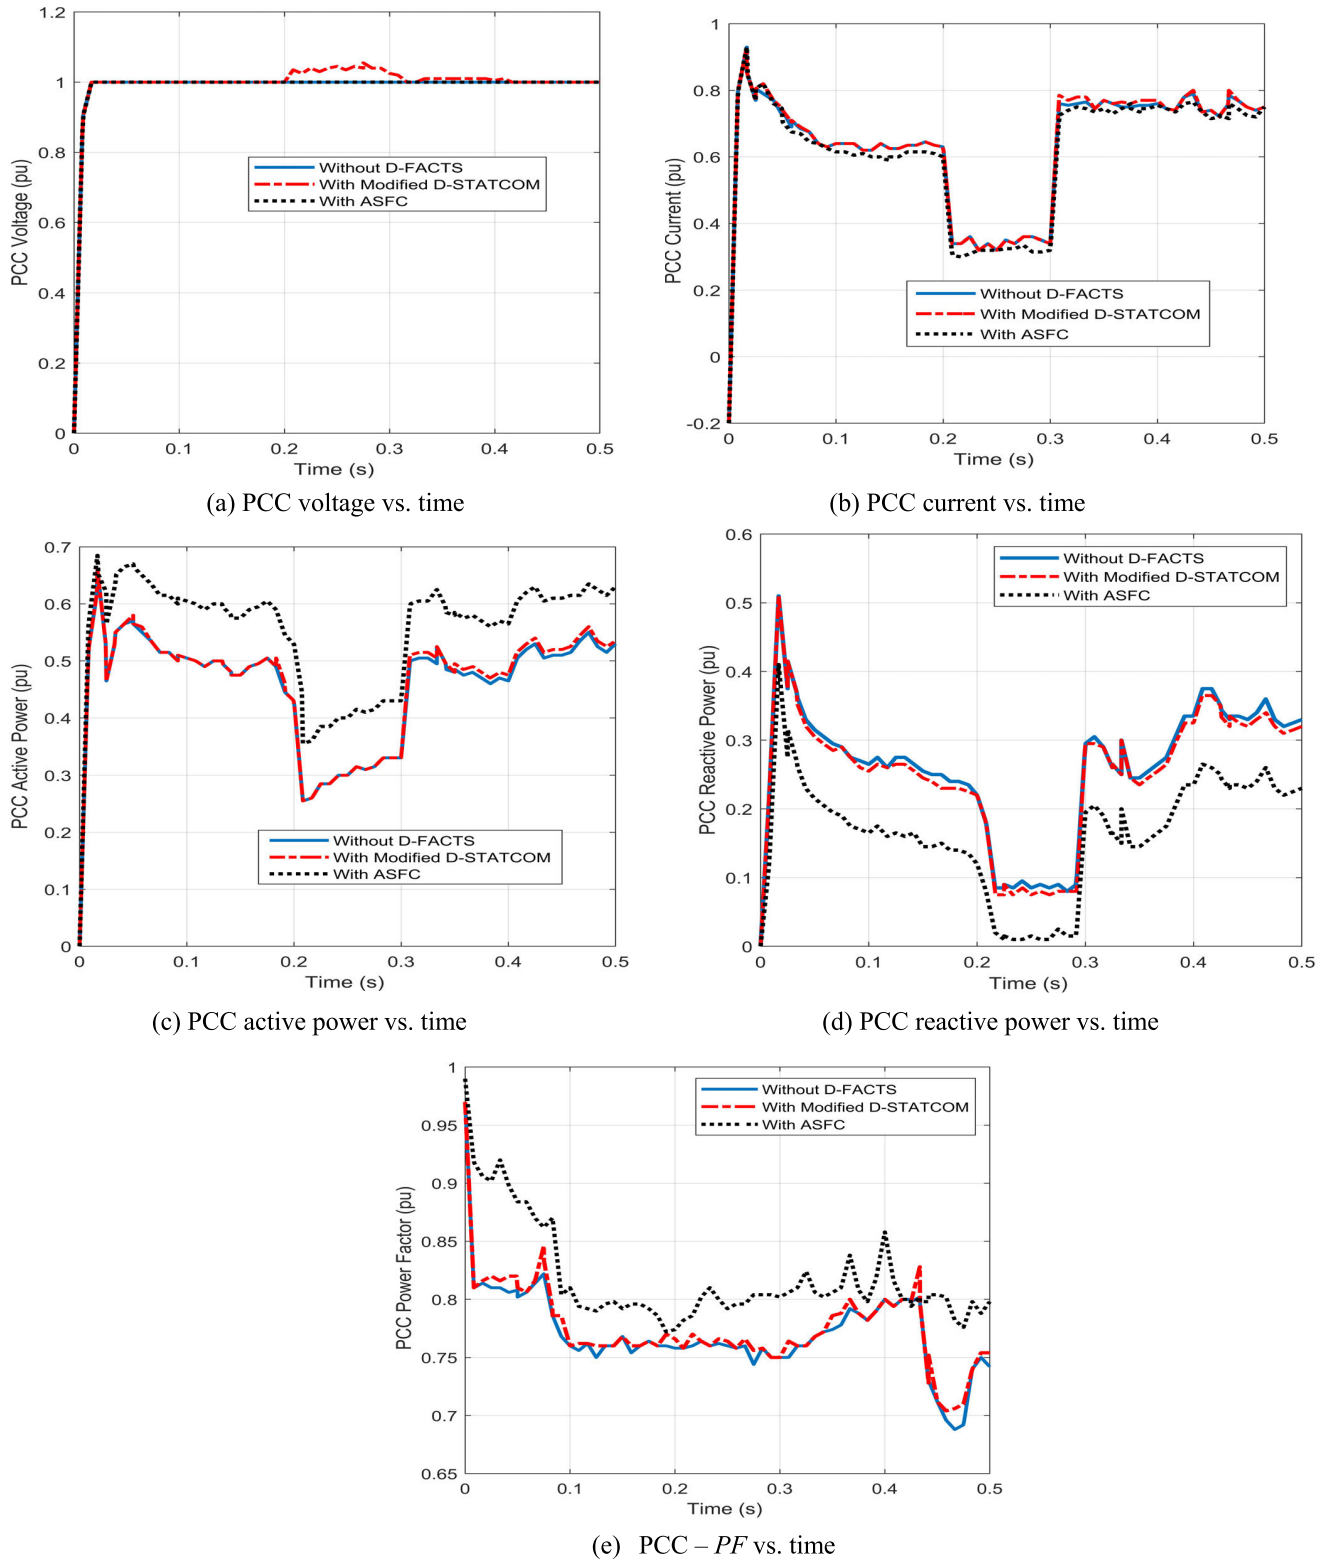 1.2
1
0.8
0.6
0.4
0.2
0
PCC Voltage (pu)
Without D-FACTS
With Modified D-STATCOM
With ASFC
0 0.1 0.2 0.3 0.4 0.5
Time (s)
(a) PCC voltage vs. time
1
0.8
0.6
0.4
0.2
0
-0.2
PCC Current (pu)
Without D-FACTS
With Modified D-STATCOM
With ASFC
0 0.1 0.2 0.3 0.4 0.5
Time (s)
(b) PCC current vs. time
0.7
0.6
0.5
0.4
0.3
0.2
0.1
0
PCC Active Power (pu)
Without D-FACTS
With Modified D-STATCOM
With ASFC
0 0.1 0.2 0.3 0.4 0.5
Time (s)
(c) PCC active power vs. time
0.6
0.5
0.4
0.3
0.2
0.1
0
PCC Reactive Power (pu)
Without D-FACTS
With Modified D-STATCOM
With ASFC
0 0.1 0.2 0.3 0.4 0.5
Time (s)
(d) PCC reactive power vs. time
1
0.95
0.9
0.85
0.8
0.75
0.7
0.65
PCC Power Factor (pu)
Without D-FACTS
With Modified D-STATCOM
With ASFC
0 0.1 0.2 0.3 0.4 0.5
Time (s)
(e) PCC – PF vs. time